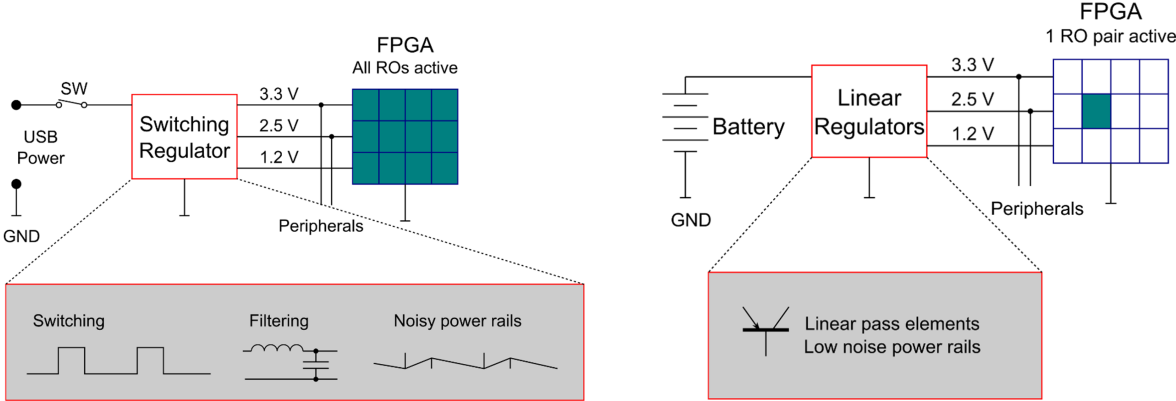 FPGA
All ROs active
SW
3.3 V
2.5 V
1.2 V
USB
Power
Switching
Regulator
GND
Peripherals
Switching
Filtering
Noisy power rails
FPGA
1 RO pair active
3.3 V
2.5 V
1.2 V
Battery
Linear
Regulators
GND
Peripherals
Linear pass elements
Low noise power rails